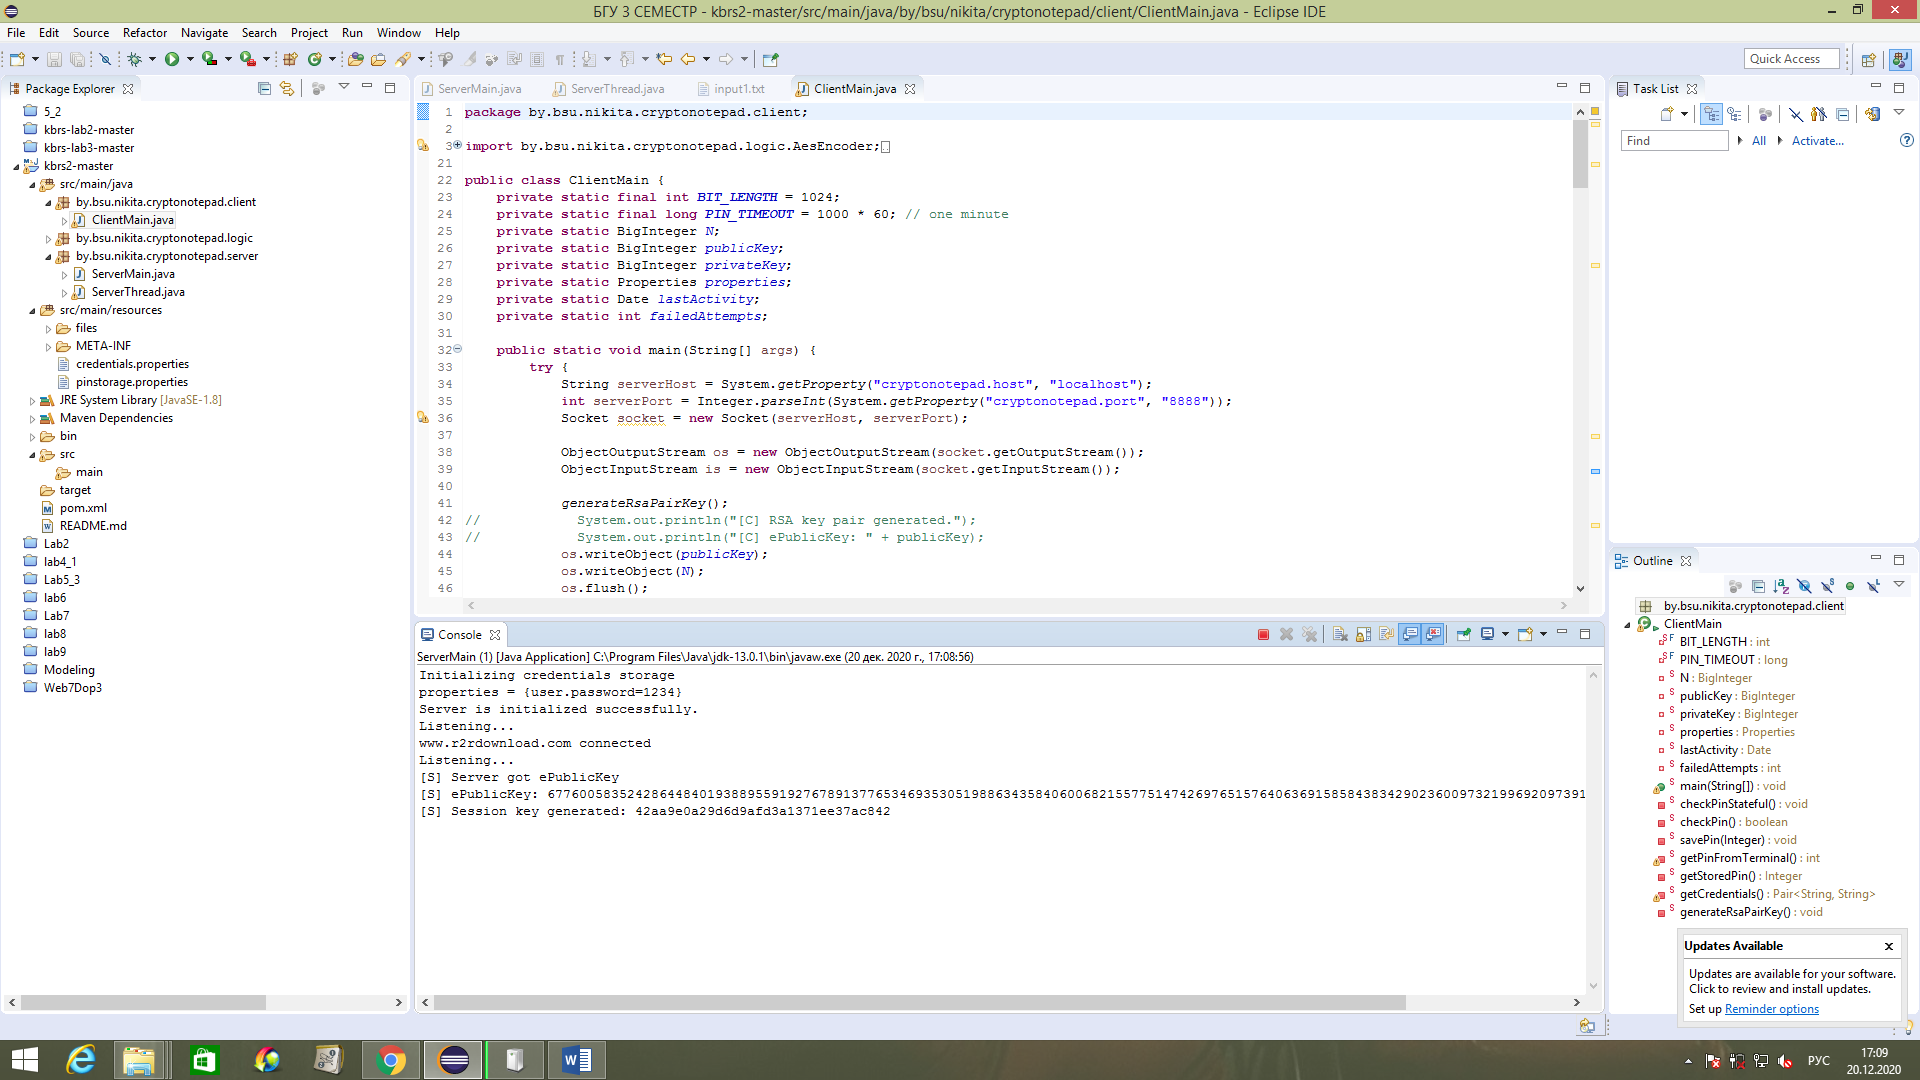 БГУ 3 СЕМЕСТР - kbrs2-master/src/main/java/by/bsu/nikita/cryptonotepad/client/ClientMain.java - Eclipse IDE
File Edit Source Refactor Navigate Search Project Run Window Help
Quick Access
Package Explorer
5_2
kbrs-lab2-master
kbrs-lab3-master
kbrs2-master
src/main/java
by.bsu.nikita.cryptonotepad.client
ClientMain.java
by.bsu.nikita.cryptonotepad.logic
by.bsu.nikita.cryptonotepad.server
ServerMain.java
ServerThread.java
src/main/resources
files
META-INF
credentials.properties
pinstorage.properties
JRE System Library [JavaSE-1.8]
Maven Dependencies
bin
src
main
target
pom.xml
README.md
Lab2
lab4_1
Lab5_3
lab6
Lab7
lab8
lab9
Modeling
Web7Dop3
ServerMain.java ServerThread.java input1.txt ClientMain.java
1 package by.bsu.nikita.cryptonotepad.client;
2
3 import by.bsu.nikita.cryptonotepad.logic.AesEncoder;
21
22 public class ClientMain {
23 private static final int BIT_LENGTH = 1024;
24 private static final long PIN_TIMEOUT = 1000 * 60; // one minute
25 private static BigInteger N;
26 private static BigInteger publicKey;
27 private static BigInteger privateKey;
28 private static Properties properties;
29 private static Date lastActivity;
30 private static int failedAttempts;
31
32 public static void main(String[] args) {
33 try {
34 String serverHost = System.getProperty("cryptonotepad.host", "localhost");
35 int serverPort = Integer.parseInt(System.getProperty("cryptonotepad.port", "8888"));
36 Socket socket = new Socket(serverHost, serverPort);
37
38 ObjectOutputStream os = new ObjectOutputStream(socket.getOutputStream());
39 ObjectInputStream is = new ObjectInputStream(socket.getInputStream());
40
41 generateRsaPairKey();
42 // System.out.println("[C] RSA key pair generated.");
43 // System.out.println("[C] ePublicKey: " + publicKey);
44 os.writeObject(publicKey);
45 os.writeObject(N);
46 os.flush();
Console
ServerMain (1) [Java Application] C:\Program Files\Java\jdk-13.0.1\bin\javaw.exe (20 дек. 2020 г., 17:08:56)
Initializing credentials storage
properties = {user.password=1234}
Server is initialized successfully.
Listening...
www.r2rdownload.com connected
Listening...
[S] Server got ePublicKey
[S] ePublicKey:
[S] Session key generated: 42aa9e0a29d6d9afd3a1371ee37ac842
Task List
Find All Activate...
Outline
by.bsu.nikita.cryptonotepad.client
ClientMain
BIT_LENGTH : int
PIN_TIMEOUT : long
N : BigInteger
publicKey : BigInteger
privateKey : BigInteger
properties : Properties
lastActivity : Date
failedAttempts : int
main(String[]) : void
checkPinStateful() : void
checkPin() : boolean
savePin(Integer) : void
getPinFromTerminal() : int
getStoredPin() : Integer
getCredentials() : Pair<String, String>
generateRsaPairKey() : void
Updates Available
Updates are available for your software.
Click to review and install updates.
Set up Reminder options
РУС
17:09
20.12.2020